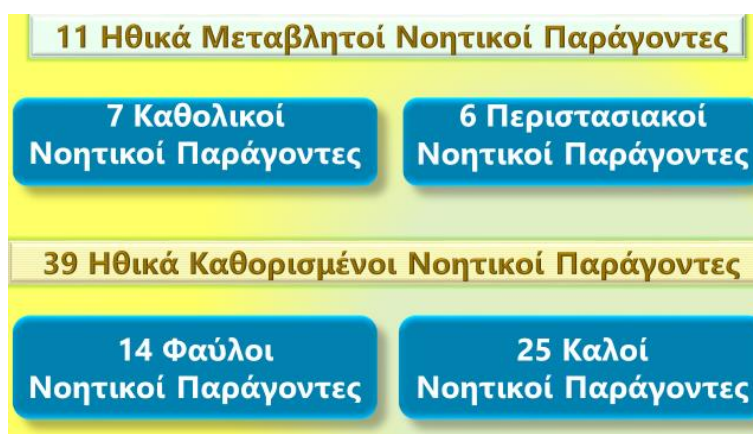 11 Ηθικά Μεταβλητοί Νοητικοί Παράγοντες
7 Καθολικοί
Νοητικοί Παράγοντες
6 Περιστασιακοί
Νοητικοί Παράγοντες
39 Ηθικά Καθορισμένοι Νοητικοί Παράγοντες
14 Φαύλοι
Νοητικοί Παράγοντες
25 Καλοί
Νοητικοί Παράγοντες